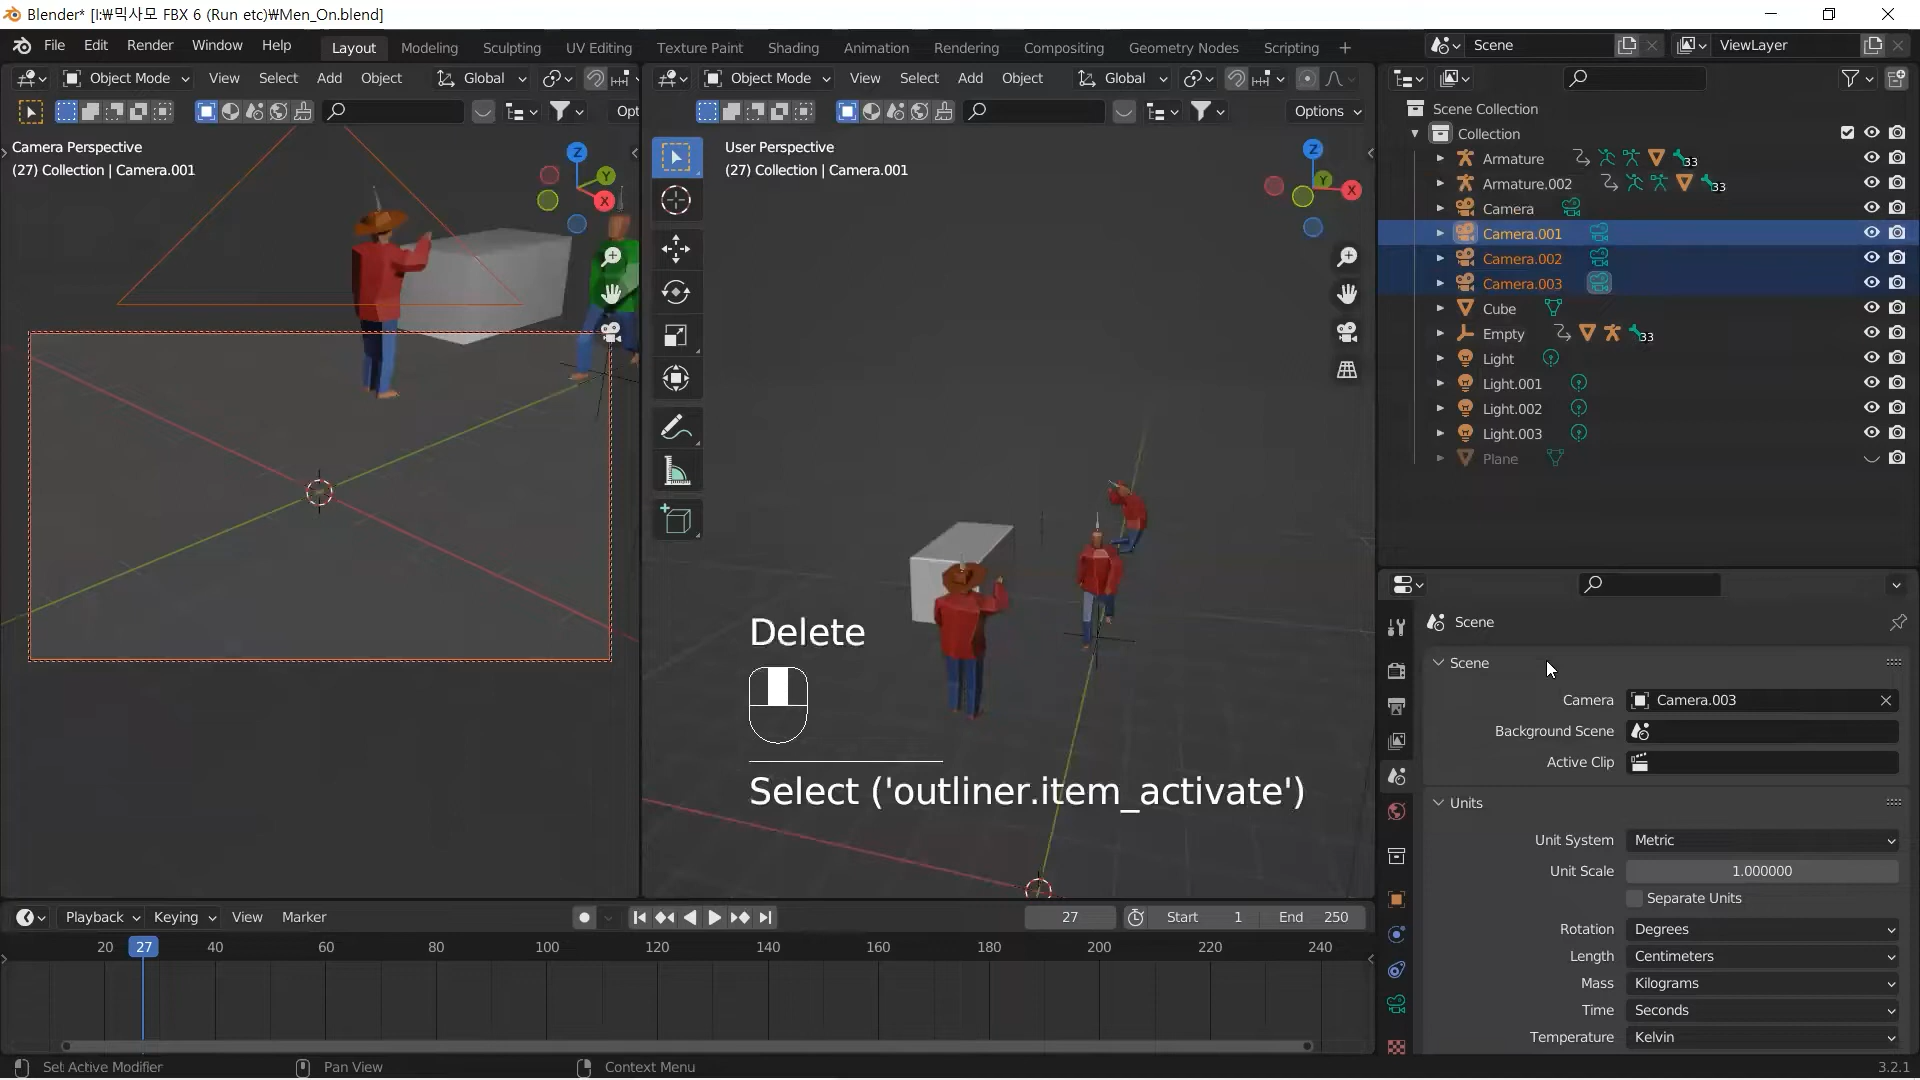 Blender* [I:₩믹사모 FBX 6 (Run etc)₩Men_On.blend]
File Edit Render Window Help
Layout Modeling Sculpting UV Editing Texture Paint Shading Animation Rendering Compositing Geometry Nodes Scripting
Scene
ViewLayer
Object Mode View Select Add Object Global
Opt
Camera Perspective
(27) Collection | Camera.001
Z
Y
X
Object Mode View Select Add Object Global
Options
User Perspective
(27) Collection | Camera.001
Z
Y
X
Delete
Select ('outliner.item_activate')
Scene Collection
Collection
Armature 33
Armature.002 33
Camera
Camera.001
Camera.002
Camera.003
Cube
Empty 33
Light
Light.001
Light.002
Light.003
Plane
Scene
Scene
Camera Camera.003
Background Scene
Active Clip
Units
Unit System Metric
Unit Scale 1.000000
Separate Units
Rotation Degrees
Length Centimeters
Mass Kilograms
Time Seconds
Temperature Kelvin
Playback Keying View Marker
27 Start 1 End 250
20 27 40 60 80 100 120 140 160 180 200 220 240
Set Active Modifier Pan View Context Menu 3.2.1